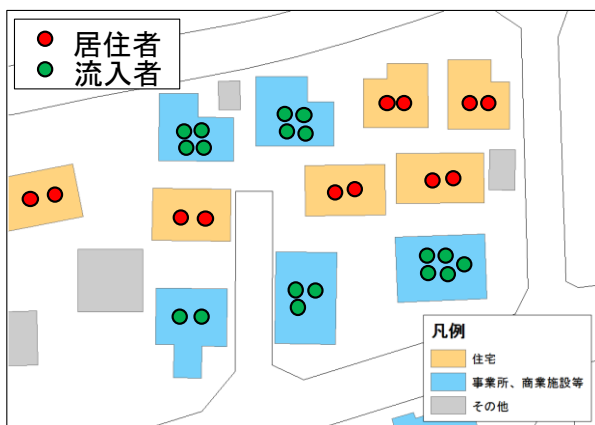 居住者
流入者
凡例
住宅
事業所、商業施設等
その他